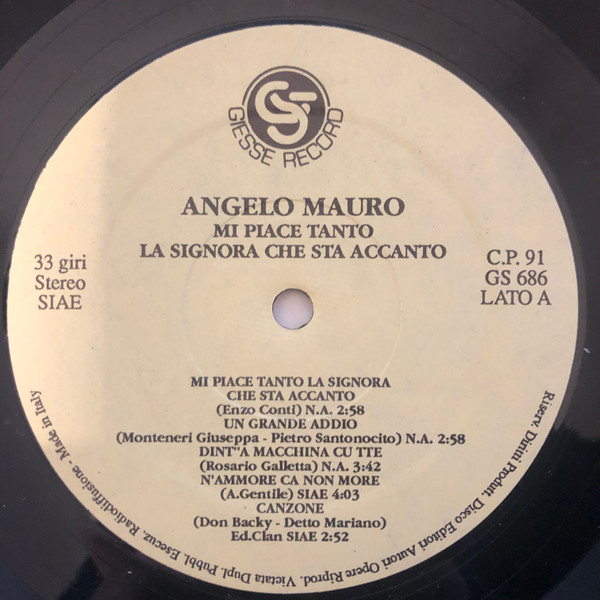 GS
GIESSE RECORD
ANGELO MAURO
MI PIACE TANTO
LA SIGNORA CHE STA ACCANTO
33 giri
Stereo
SIAE
C.P. 91
GS 686
LATO A
MI PIACE TANTO LA SIGNORA
CHE STA ACCANTO
(Enzo Conti) N.A. 2:58
UN GRANDE ADDIO
(Monteneri Giuseppa - Pietro Santonocito) N.A. 2:58
DINT''A MACCHINA CU TTE
(Rosario Galletta) N.A. 3:42
N'AMMORE CA NON MORE
(A.Gentile) SIAE 4:03
CANZONE
(Don Backy - Detto Mariano)
Ed.Clan SIAE 2:52
Riserv. Diritti Produtt. Disco Editori Autori Opere Riprod. Vietata Dupl. Pubbl. Esecuz. Radiodiffusione - Made in Italy